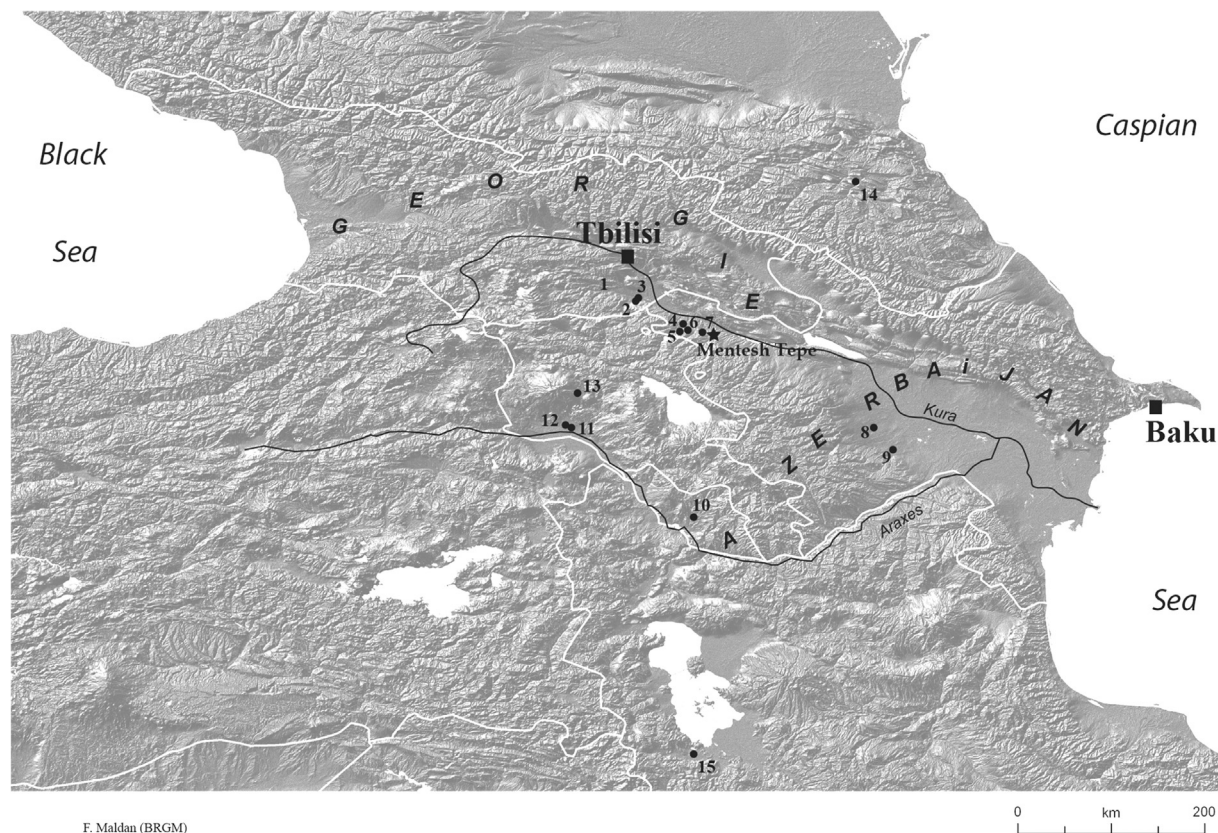 Black
Sea
Caspian
Sea
G E O R G I E
Tbilisi
A Z E R B A i J A N
Baku
Mentesh Tepe
Kura
Araxes
1
2
3
4
5
6
7
8
9
10
11
12
13
14
15
0 km 200
F. Maldan (BRGM)